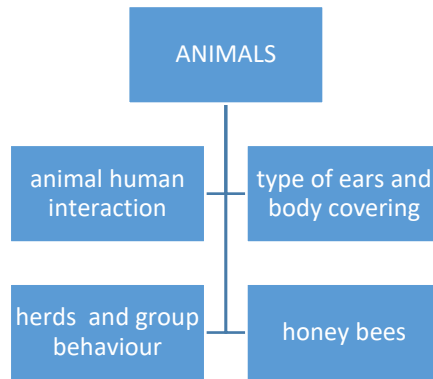 ANIMALS
animal human
interaction
type of ears and
body covering
herds  and group
behaviour
honey bees